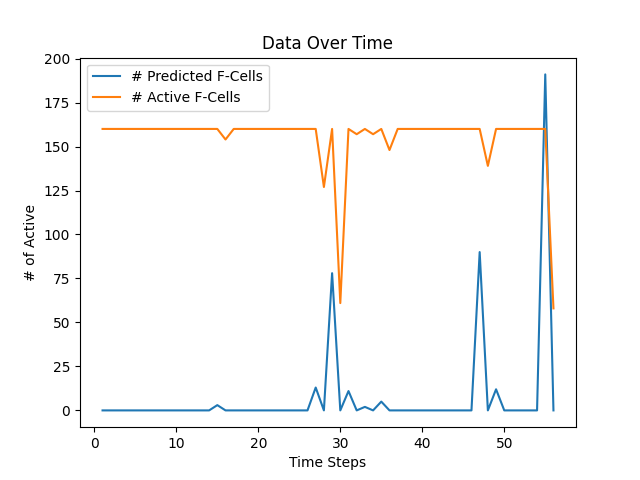 Data Over Time
# Predicted F-Cells
# Active F-Cells
200
175
150
125
100
75
50
25
0
# of Active
0 10 20 30 40 50
Time Steps